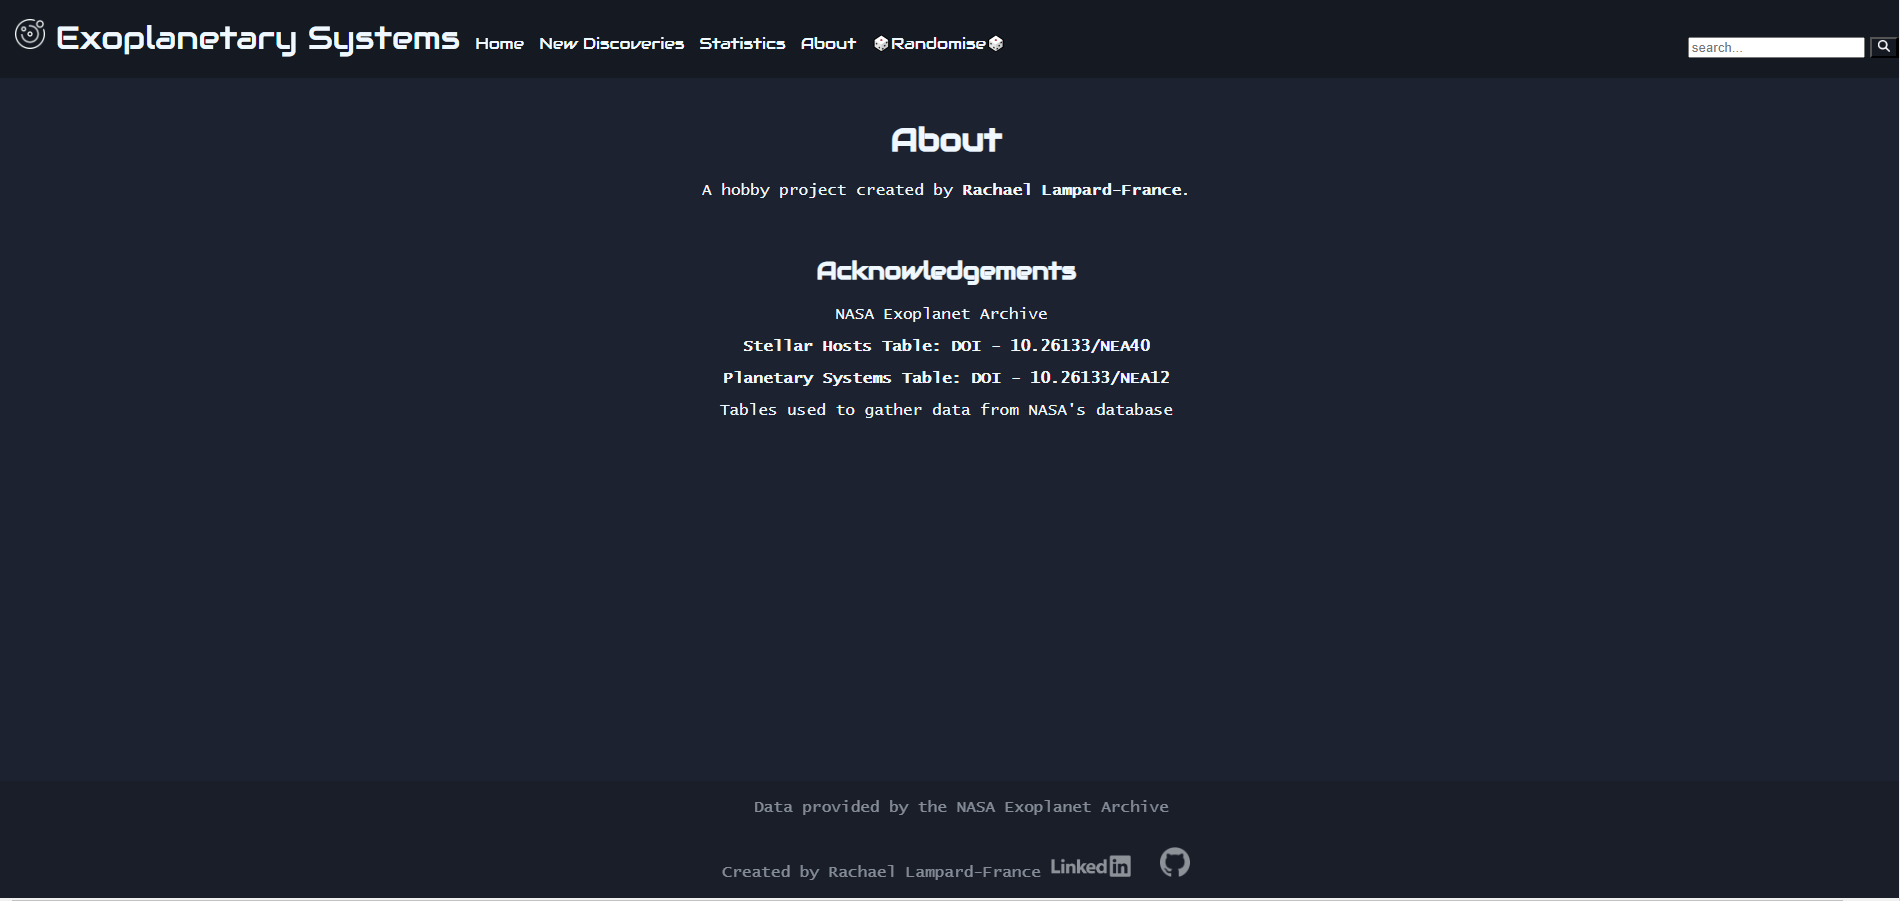 Exoplanetary Systems Home New Discoveries Statistics About Randomise search...
About
A hobby project created by Rachael Lampard-France.
Acknowledgements
NASA Exoplanet Archive
Stellar Hosts Table: DOI - 10.26133/NEA40
Planetary Systems Table: DOI - 10.26133/NEA12
Tables used to gather data from NASA's database
Data provided by the NASA Exoplanet Archive
Created by Rachael Lampard-France Linked in